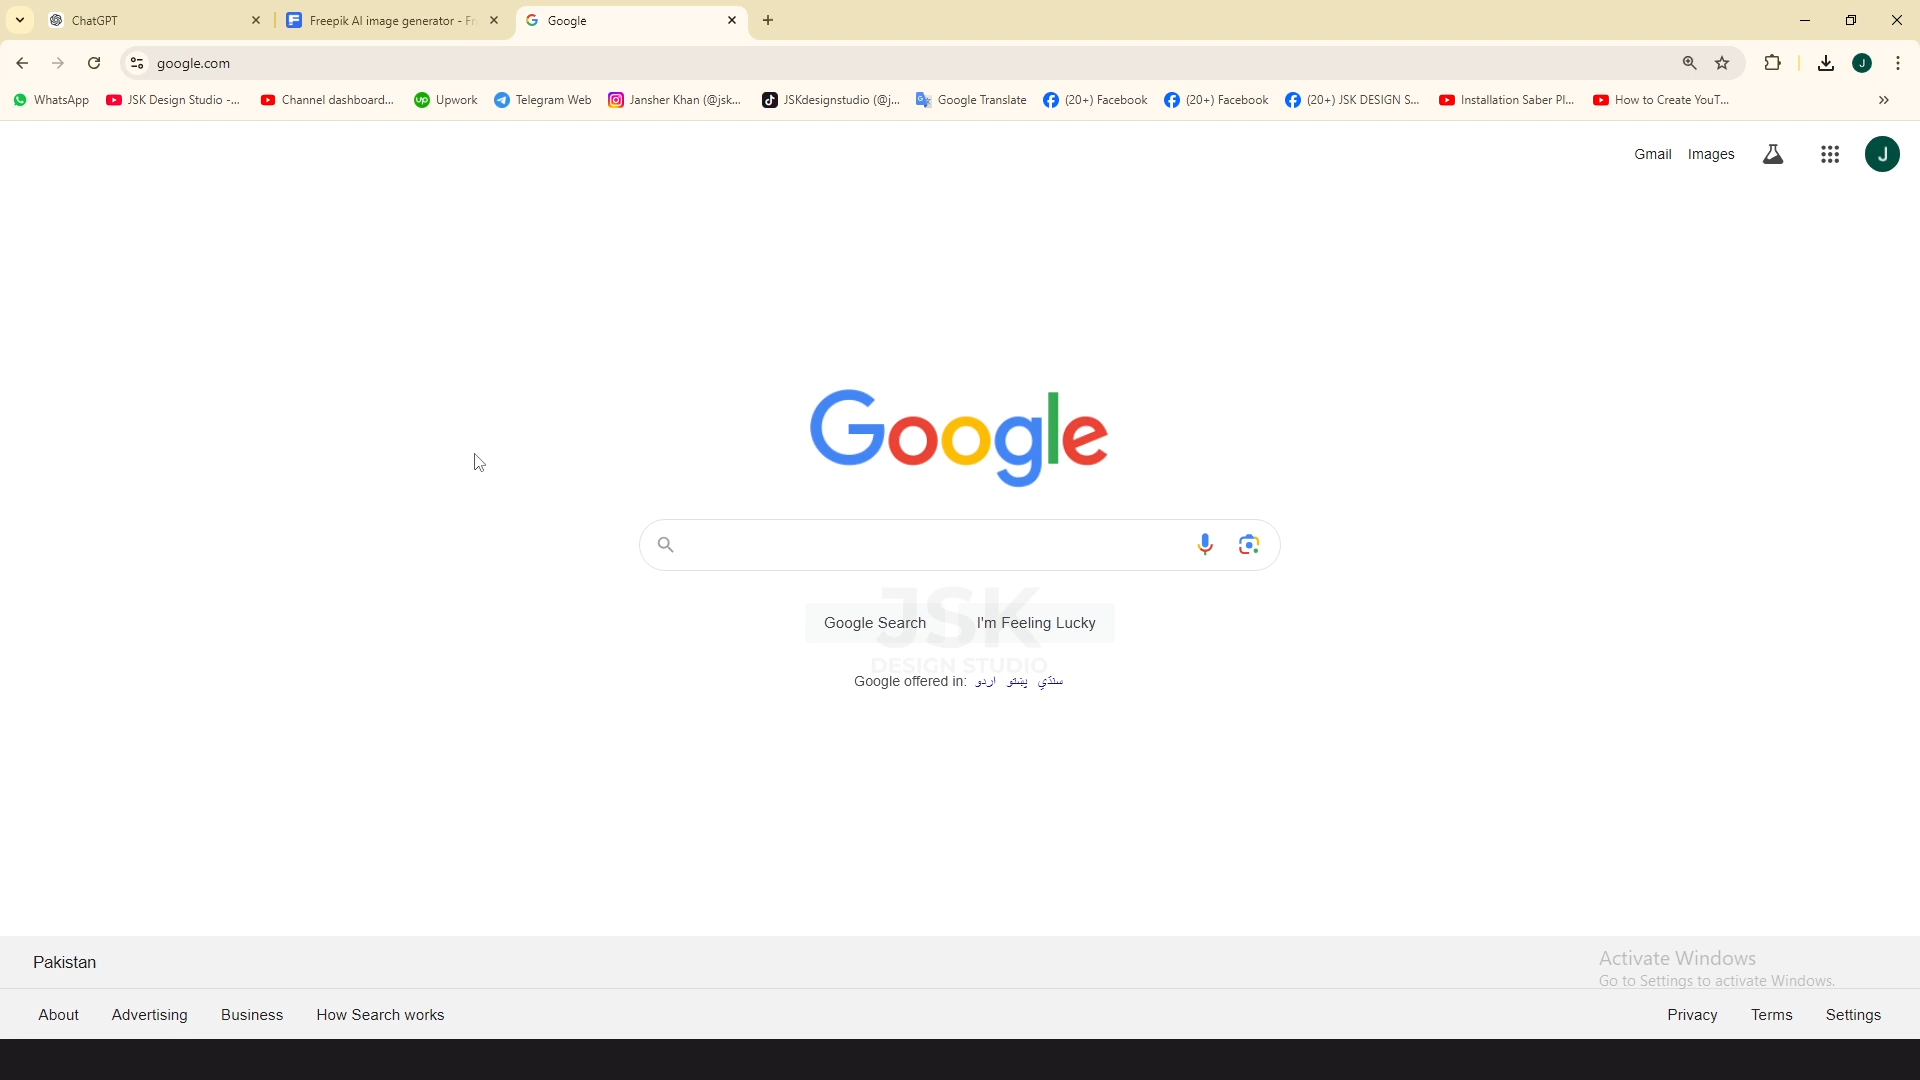 ChatGPT
Freepik AI image generator - Fr
Google
google.com
WhatsApp JSK Design Studio -... Channel dashboard... Upwork Telegram Web Jansher Khan (@jsk... JSKdesignstudio (@j... Google Translate (20+) Facebook (20+) Facebook (20+) JSK DESIGN S... Installation Saber Pl... How to Create YouT...
Gmail Images J
Google
Google Search I'm Feeling Lucky
JSK
DESIGN STUDIO
Google offered in: اردو پښتو سنڌي
Pakistan
Activate Windows
Go to Settings to activate Windows.
About Advertising Business How Search works Privacy Terms Settings